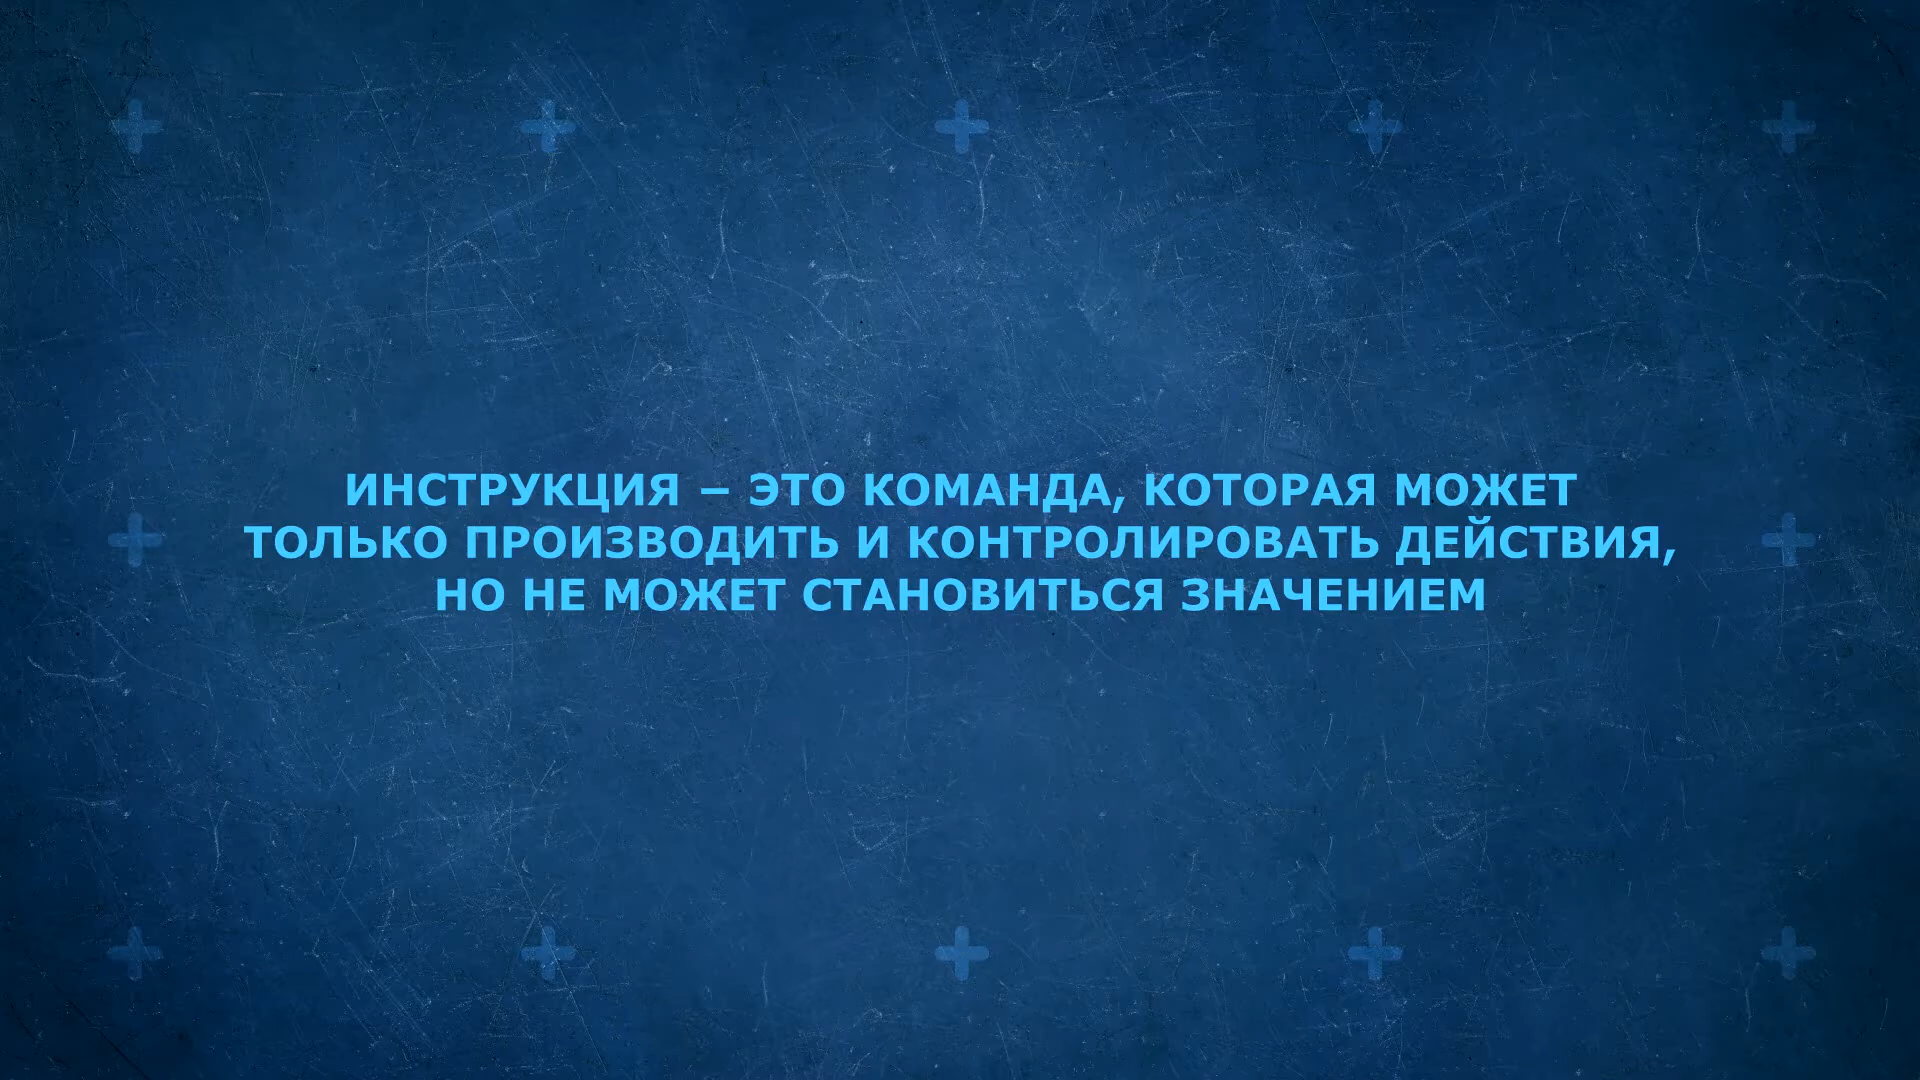 ИНСТРУКЦИЯ – ЭТО КОМАНДА, КОТОРАЯ МОЖЕТ
ТОЛЬКО ПРОИЗВОДИТЬ И КОНТРОЛИРОВАТЬ ДЕЙСТВИЯ,
НО НЕ МОЖЕТ СТАНОВИТЬСЯ ЗНАЧЕНИЕМ